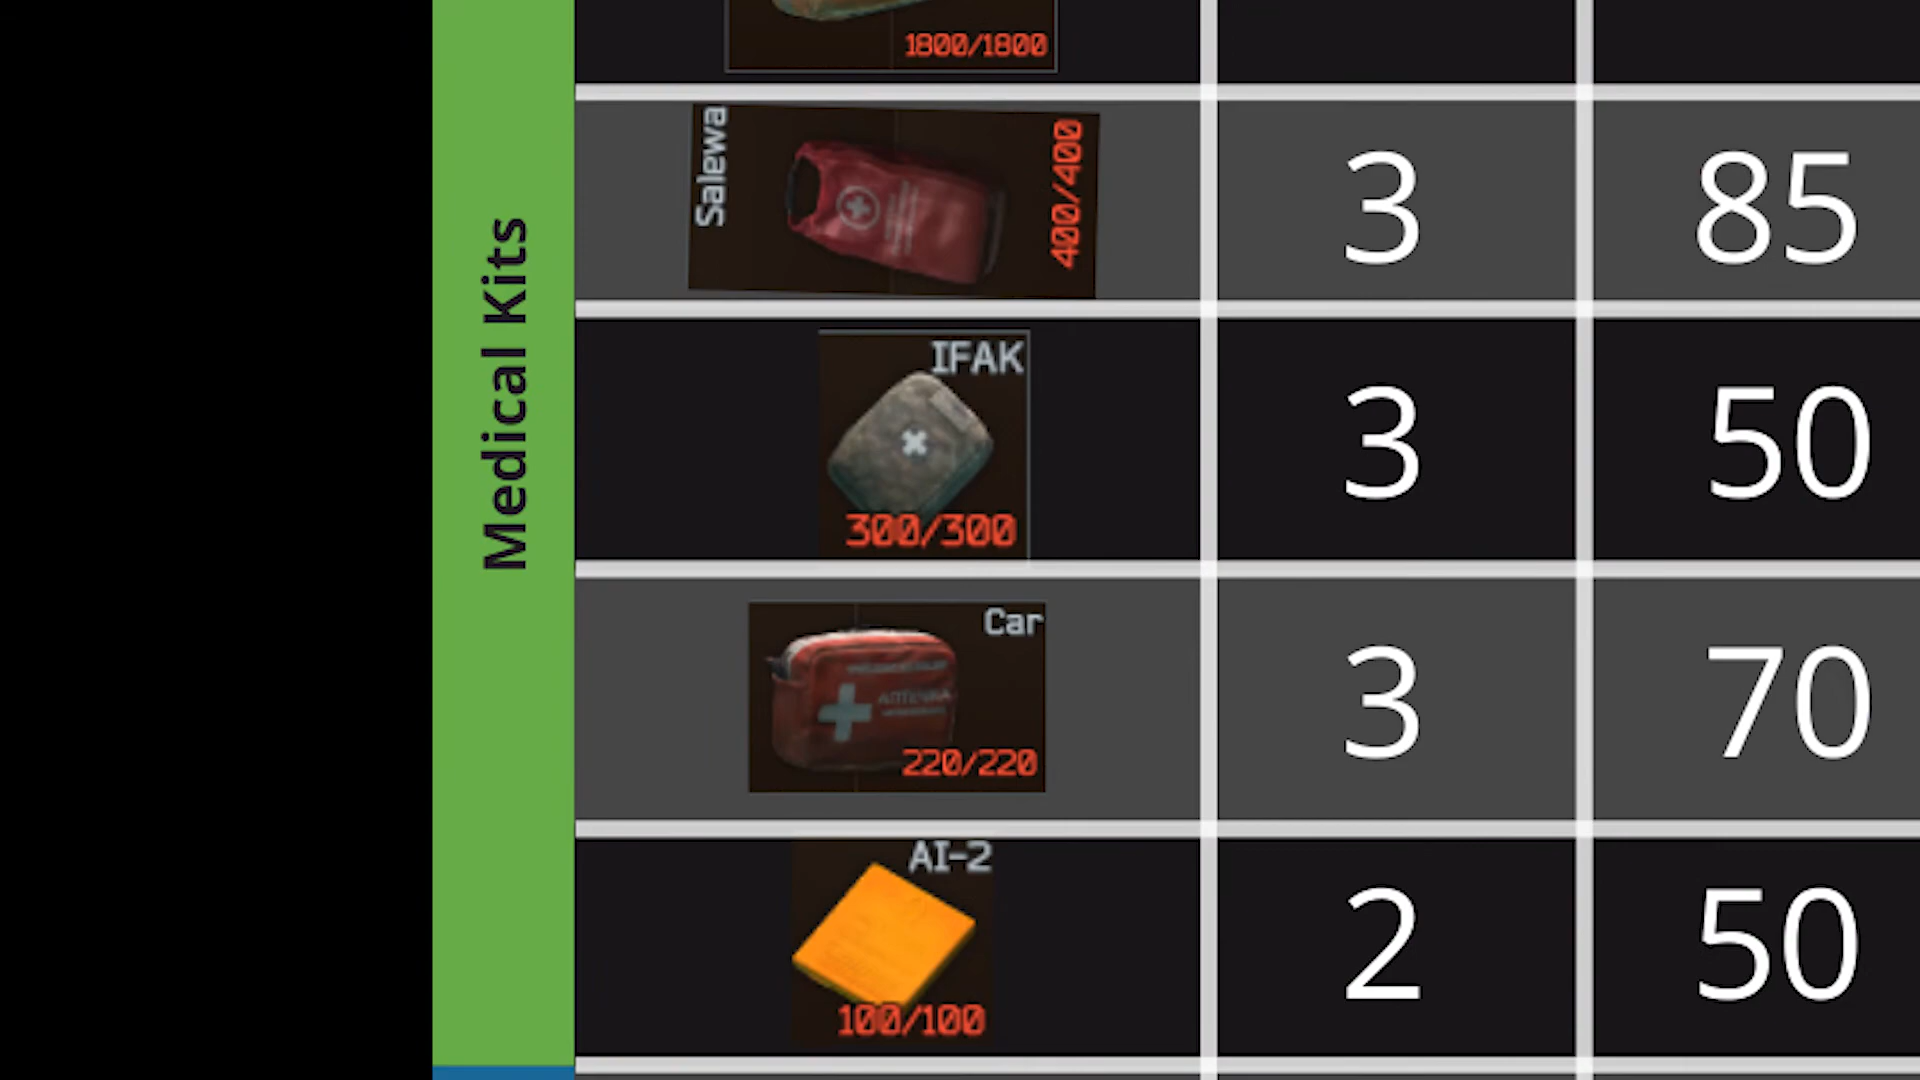 1800/1800
Medical Kits
Salewa
400/400
3
85
IFAK
300/300
3
50
Car
220/220
3
70
AI-2
100/100
2
50